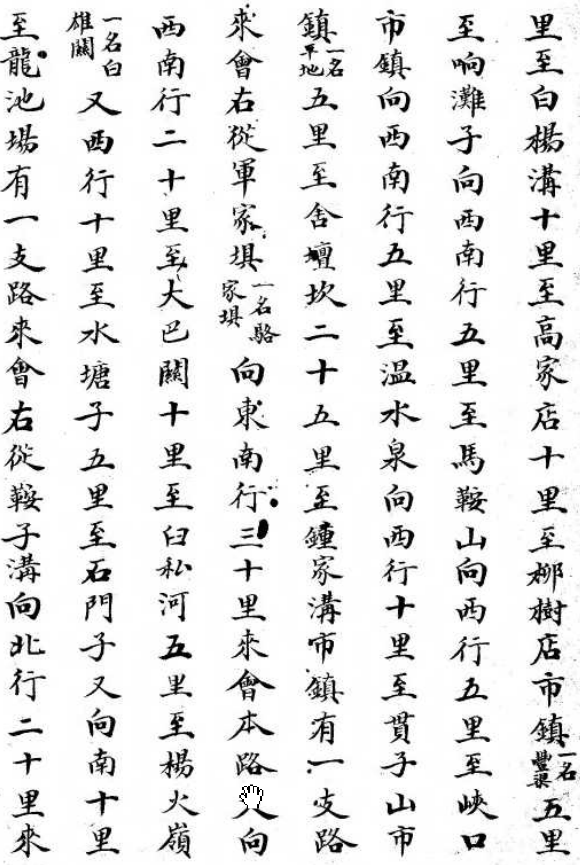 里至白楊溝十里至高家店十里至柳樹店市鎮一名豐渠五里
至响灘子向西南行五里至馬鞍山向西行五里至峽口
市鎮向西南行五里至温水泉向西行十里至貫子山市
鎮一名平地五里至舍壇坎二十五里至鍾家溝市鎮有一支路
來會右從軍家垻一名駱家垻向東南行三十里來會本路又向
西南行二十里至大巴關十里至臼私河五里至楊火嶺
一名白雄關又西行十里至水塘子五里至石門子又向南十里
至龍池場有一支路來會右從鞍子溝向北行二十里來